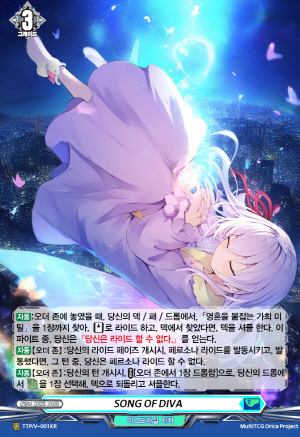 3
그레이드
[자동]:오더 존에 놓였을 때, 당신의 덱 / 패 / 드롭에서, 「영혼을 붙잡는 가희 미
릴」을 1장까지 찾아, 로 라이드 하고, 덱에서 찾았다면, 덱을 셔플 한다. 이
파이트 중, 당신은 「당신은 라이드 할 수 없다.」를 얻는다.
[자동]【오더 존】:당신의 라이드 페이즈 개시시, 페르소나 라이드를 발동시키고, 발
동했다면, 그 턴 중, 당신은 페르소나 라이드 할 수 없다.
[자동]【오더 존】:당신의 턴 개시시, [오더 존에서 1장 드롭함]으로, 당신의 드롭에
서 을 1장 선택해, 덱으로 되돌리고 셔플한다.
SONG OF DIVA
TTP/V-001KR
MultiTCG Orica Project